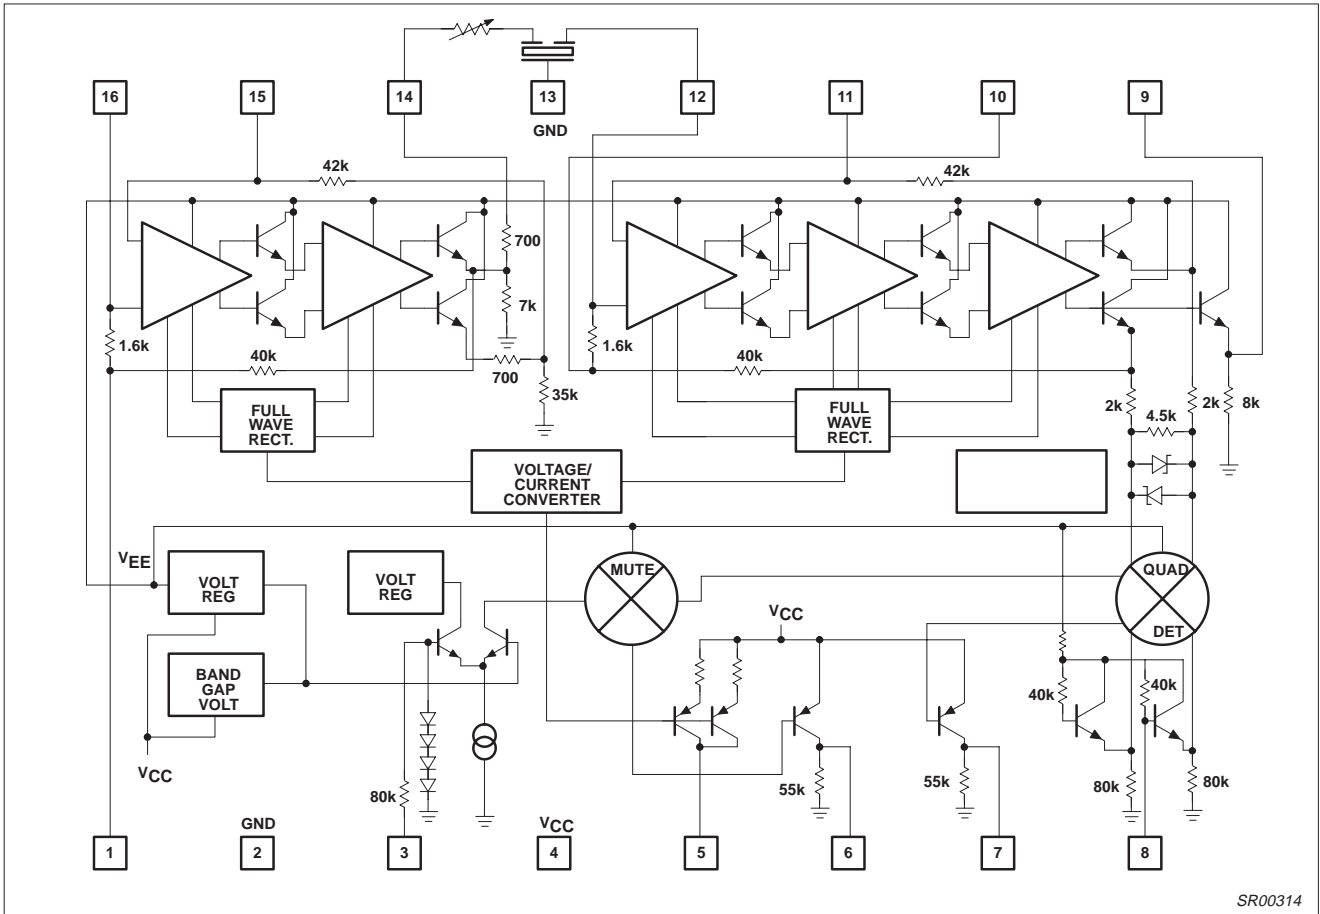 16
15
14
13
12
11
10
9
GND
42k
42k
700
7k
1.6k
40k
700
35k
1.6k
40k
2k
2k
8k
4.5k
FULL
WAVE
RECT.
FULL
WAVE
RECT.
VOLTAGE/
CURRENT
CONVERTER
VEE
VOLT
REG
VOLT
REG
MUTE
QUAD
DET
VCC
BAND
GAP
VOLT
VCC
40k
40k
80k
55k
55k
80k
80k
GND
VCC
1
2
3
4
5
6
7
8
SR00314